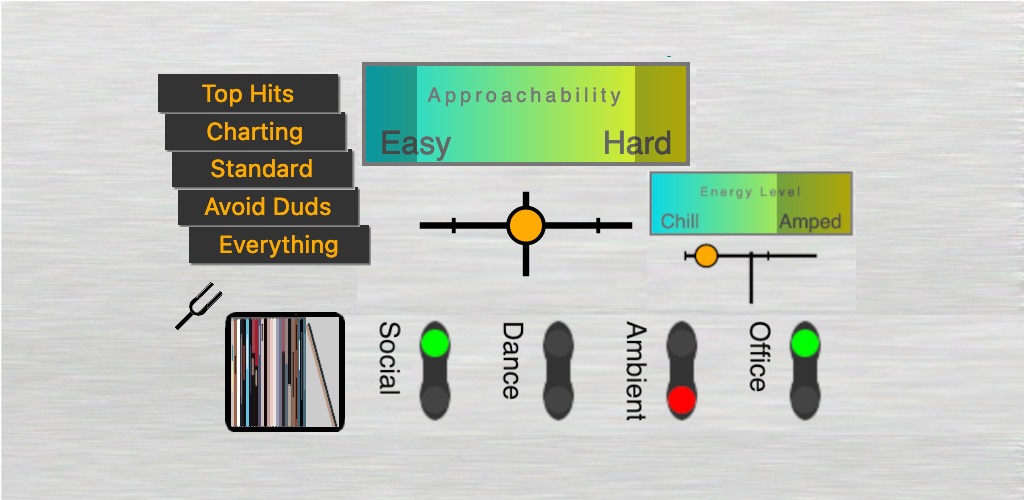 Top Hits
Charting
Standard
Avoid Duds
Everything
Approachability
Easy Hard
Energy Level
Chill Amped
Social
Dance
Ambient
Office